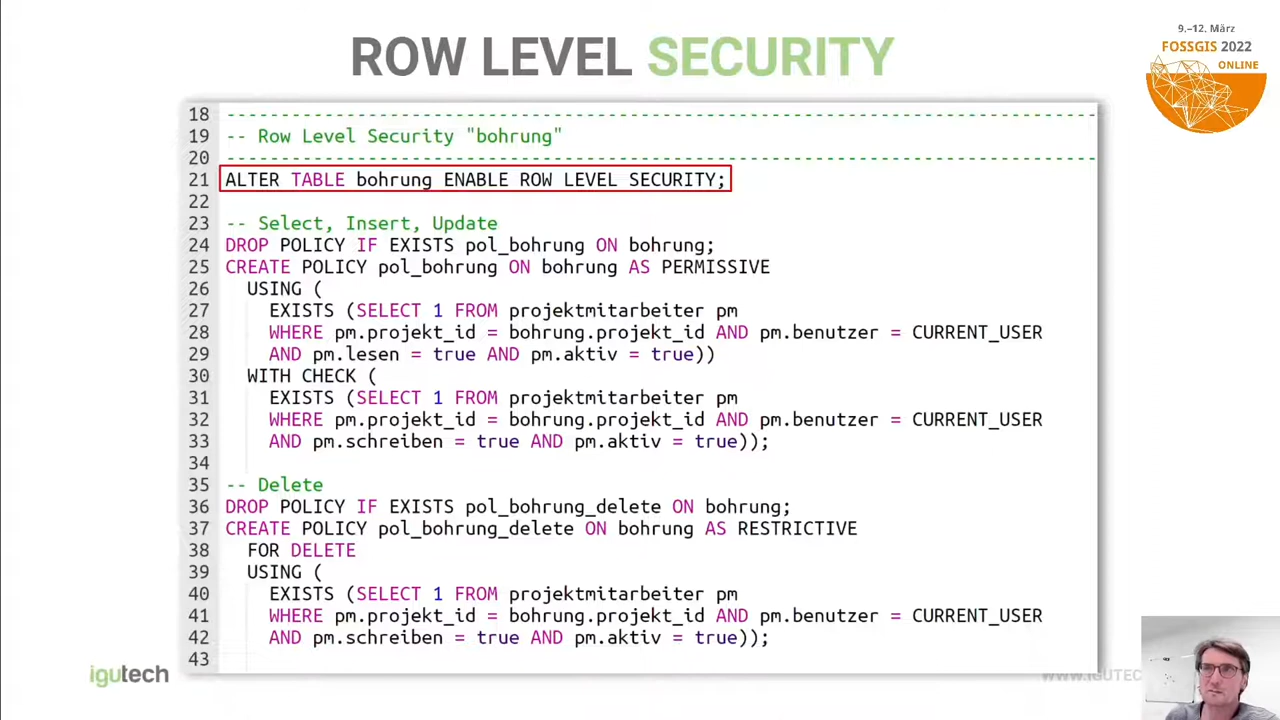 9.–12. März
FOSSGIS 2022
ONLINE
ROW LEVEL SECURITY
18 --------------------------------------------------------------------------------
19 -- Row Level Security "bohrung"
20 --------------------------------------------------------------------------------
21 ALTER TABLE bohrung ENABLE ROW LEVEL SECURITY;
22
23 -- Select, Insert, Update
24 DROP POLICY IF EXISTS pol_bohrung ON bohrung;
25 CREATE POLICY pol_bohrung ON bohrung AS PERMISSIVE
26   USING (
27     EXISTS (SELECT 1 FROM projektmitarbeiter pm
28     WHERE pm.projekt_id = bohrung.projekt_id AND pm.benutzer = CURRENT_USER
29     AND pm.lesen = true AND pm.aktiv = true))
30   WITH CHECK (
31     EXISTS (SELECT 1 FROM projektmitarbeiter pm
32     WHERE pm.projekt_id = bohrung.projekt_id AND pm.benutzer = CURRENT_USER
33     AND pm.schreiben = true AND pm.aktiv = true));
34
35 -- Delete
36 DROP POLICY IF EXISTS pol_bohrung_delete ON bohrung;
37 CREATE POLICY pol_bohrung_delete ON bohrung AS RESTRICTIVE
38   FOR DELETE
39   USING (
40     EXISTS (SELECT 1 FROM projektmitarbeiter pm
41     WHERE pm.projekt_id = bohrung.projekt_id AND pm.benutzer = CURRENT_USER
42     AND pm.schreiben = true AND pm.aktiv = true));
43
igutech
WWW.IGUTEC